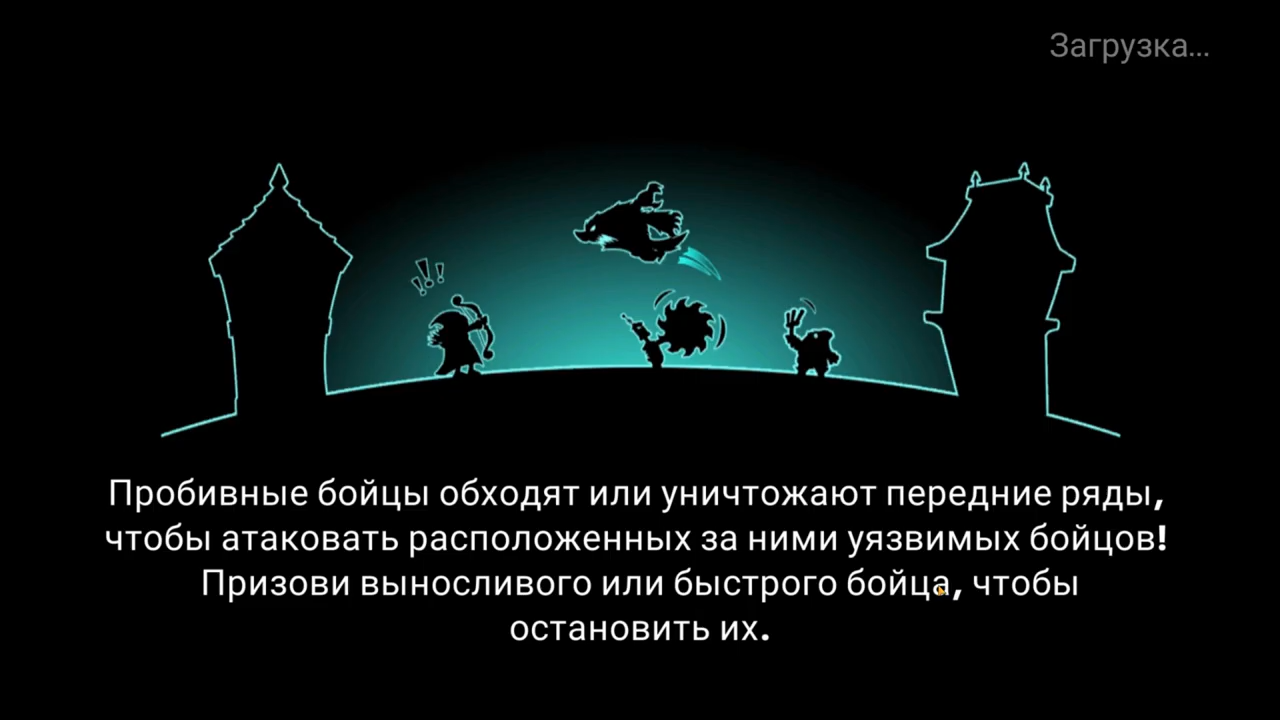 Загрузка...
Пробивные бойцы обходят или уничтожают передние ряды,
чтобы атаковать расположенных за ними уязвимых бойцов!
Призови выносливого или быстрого бойца, чтобы
остановить их.